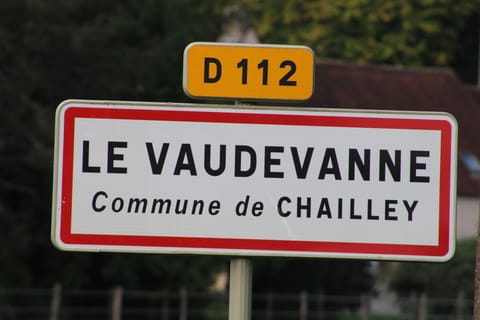 D 112
LE VAUDEVANNE
Commune de CHAILLEY